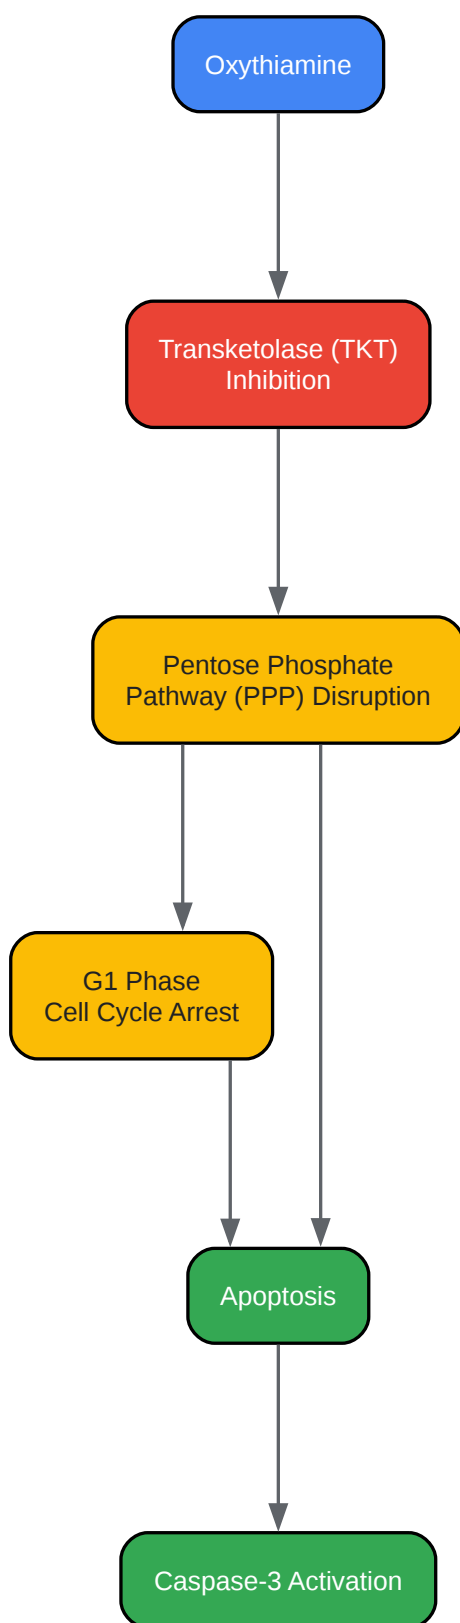 Oxythiamine
Transketolase (TKT)
Inhibition
Pentose Phosphate
Pathway (PPP) Disruption
G1 Phase
Cell Cycle Arrest
Apoptosis
Caspase-3 Activation